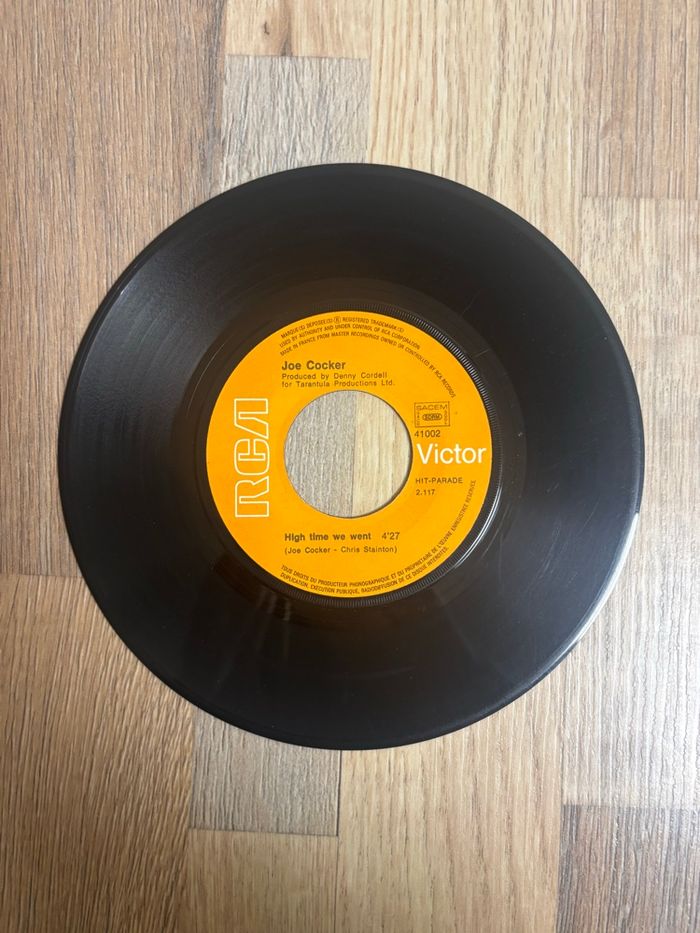 MARQUE(S) DEPOSEE(S) ® REGISTERED TRADEMARK(S)
USED BY AUTHORITY AND UNDER CONTROL OF RCA CORPORATION
MADE IN FRANCE FROM MASTER RECORDINGS OWNED OR CONTROLLED BY RCA RECORDS
Joe Cocker
Produced by Denny Cordell
for Tarantula Productions Ltd.
RCA
SACEM
SDRM
41002
Victor
HIT-PARADE
2.117
High time we went 4'27
(Joe Cocker - Chris Stainton)
TOUS DROITS DU PRODUCTEUR PHONOGRAPHIQUE ET DU PROPRIETAIRE DE L'ŒUVRE ENREGISTREE RESERVES.
DUPLICATION, EXECUTION PUBLIQUE, RADIODIFFUSION DE CE DISQUE INTERDITES.